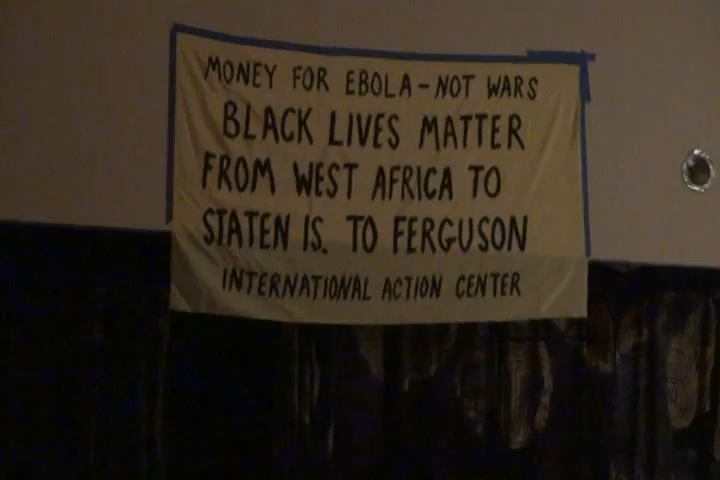 MONEY FOR EBOLA-NOT WARS
BLACK LIVES MATTER
FROM WEST AFRICA TO
STATEN IS. TO FERGUSON
INTERNATIONAL ACTION CENTER